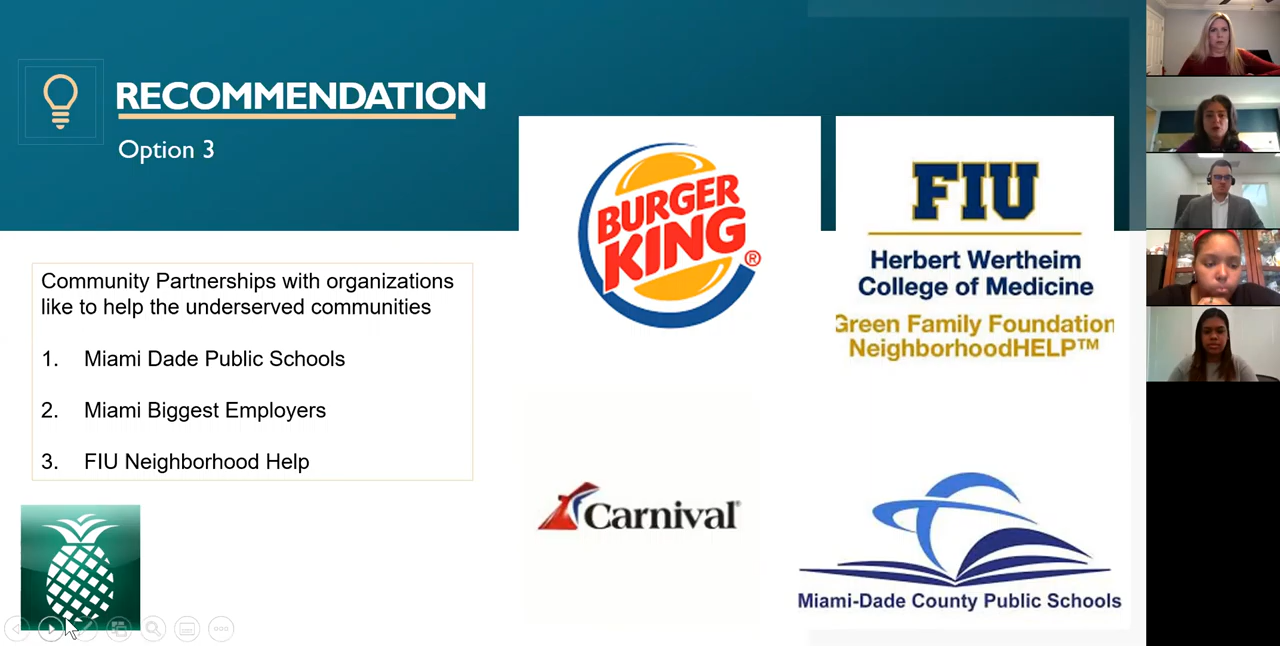 RECOMMENDATION
Option 3
Community Partnerships with organizations
like to help the underserved communities
1. Miami Dade Public Schools
2. Miami Biggest Employers
3. FIU Neighborhood Help
BURGER
KING®
FIU
Herbert Wertheim
College of Medicine
Green Family Foundation
NeighborhoodHELP™
Carnival®
Miami-Dade County Public Schools